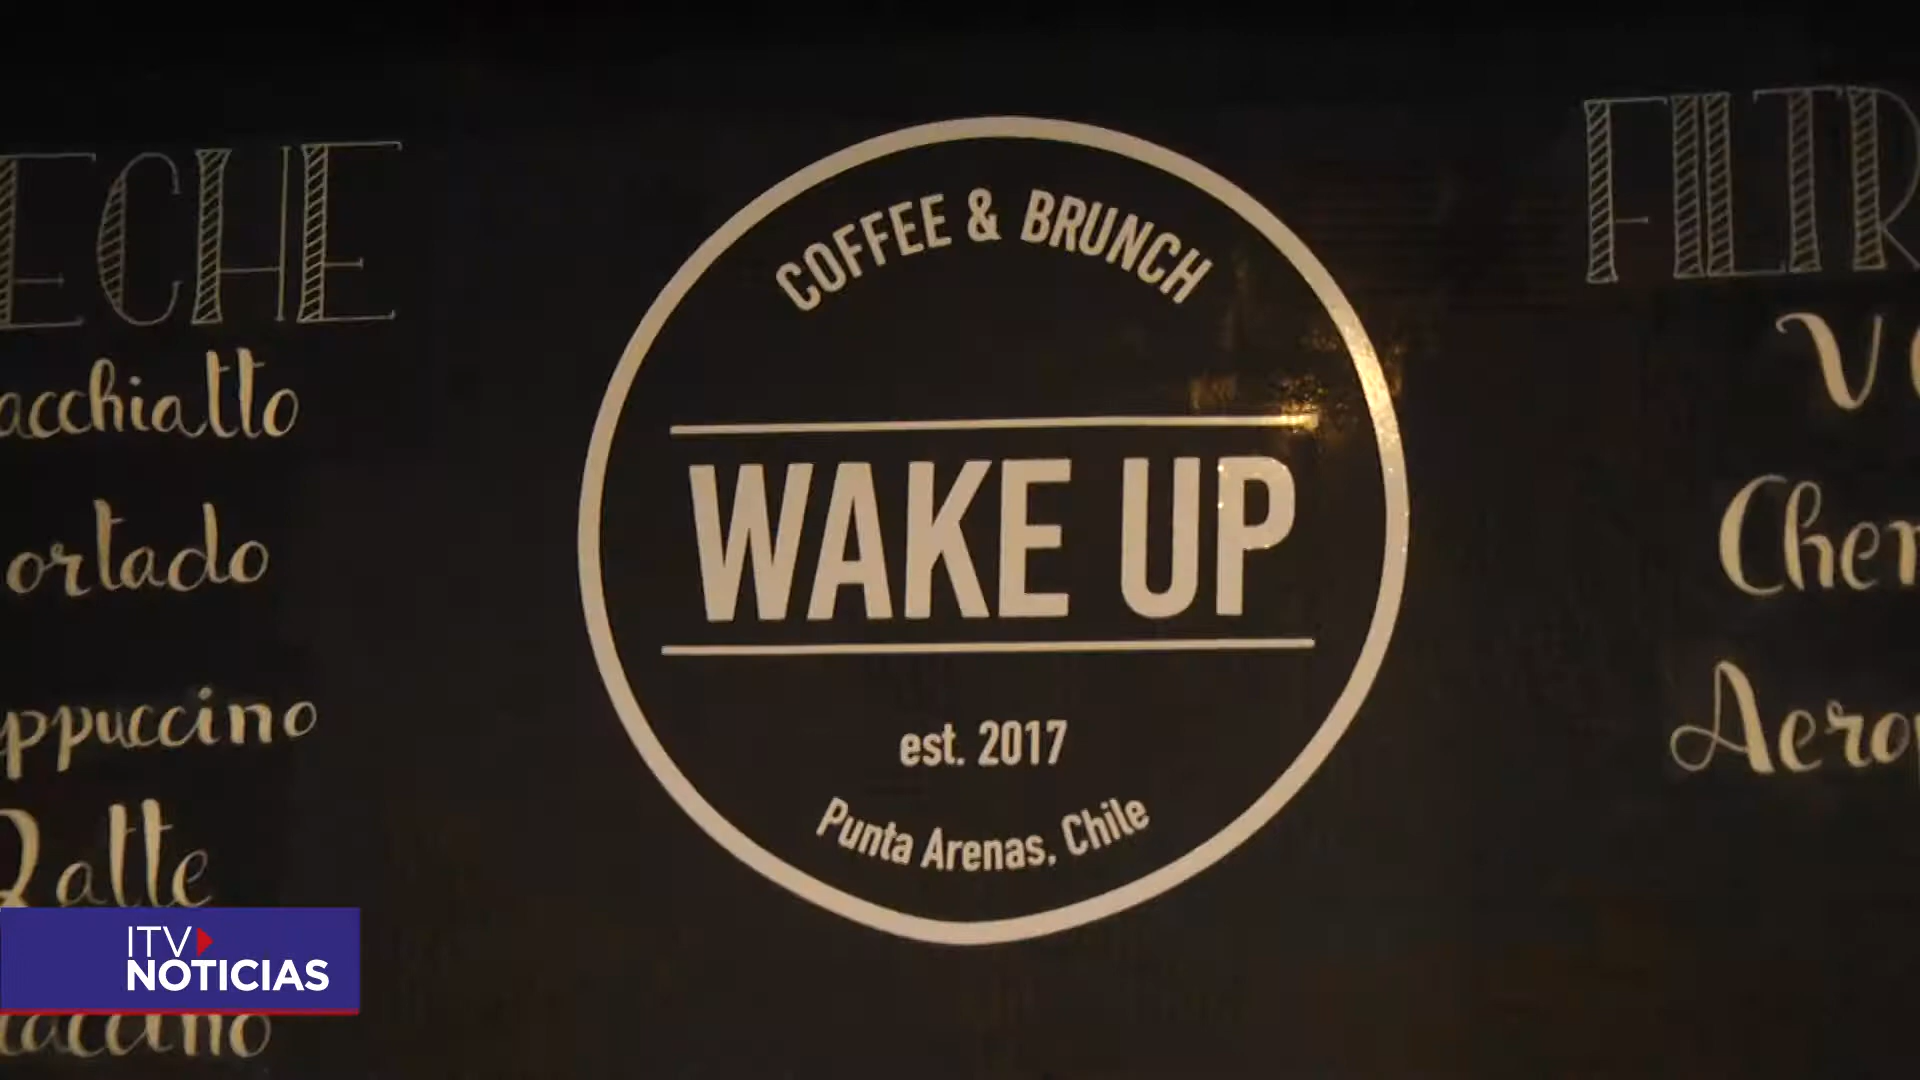 ECHE
acchiatto
ortado
ppuccino
Latte
COFFEE & BRUNCH
WAKE UP
est. 2017
Punta Arenas, Chile
FILTR
V
Chem
Aero
ITV
NOTICIAS